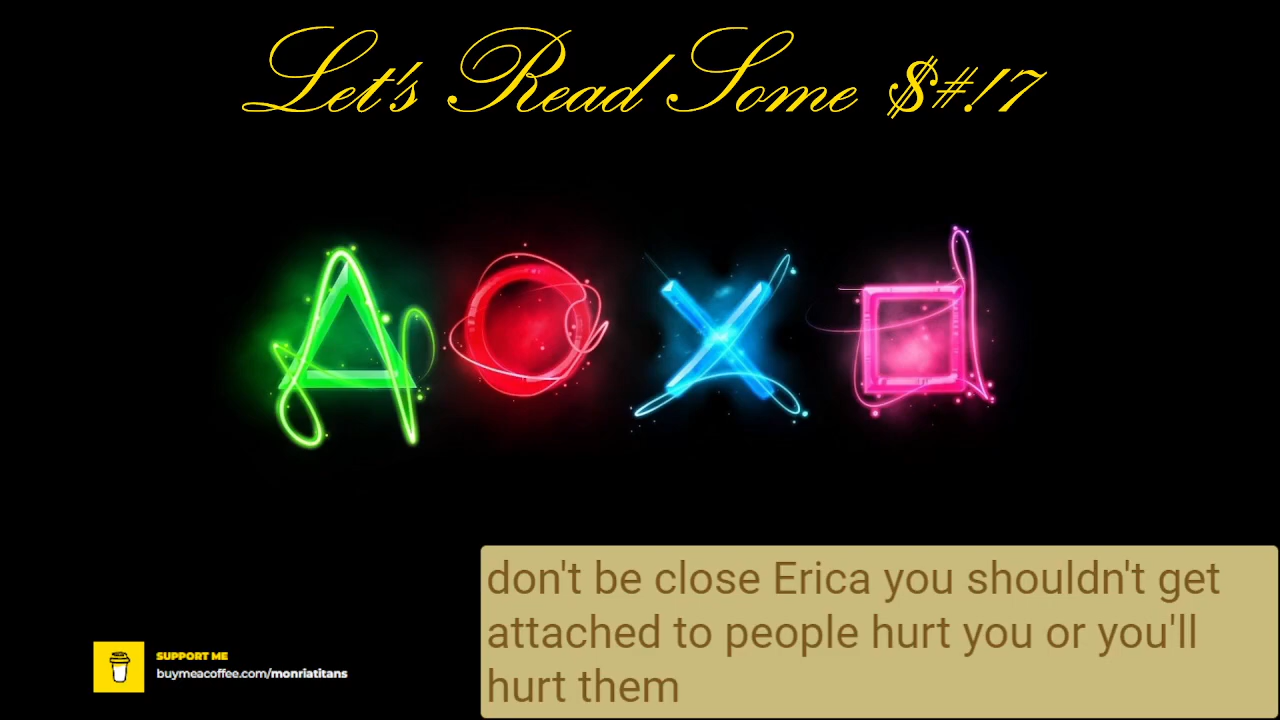 Let's Read Some $#!7
don't be close Erica you shouldn't get
attached to people hurt you or you'll
hurt them
SUPPORT ME
buymeacoffee.com/monriatitans